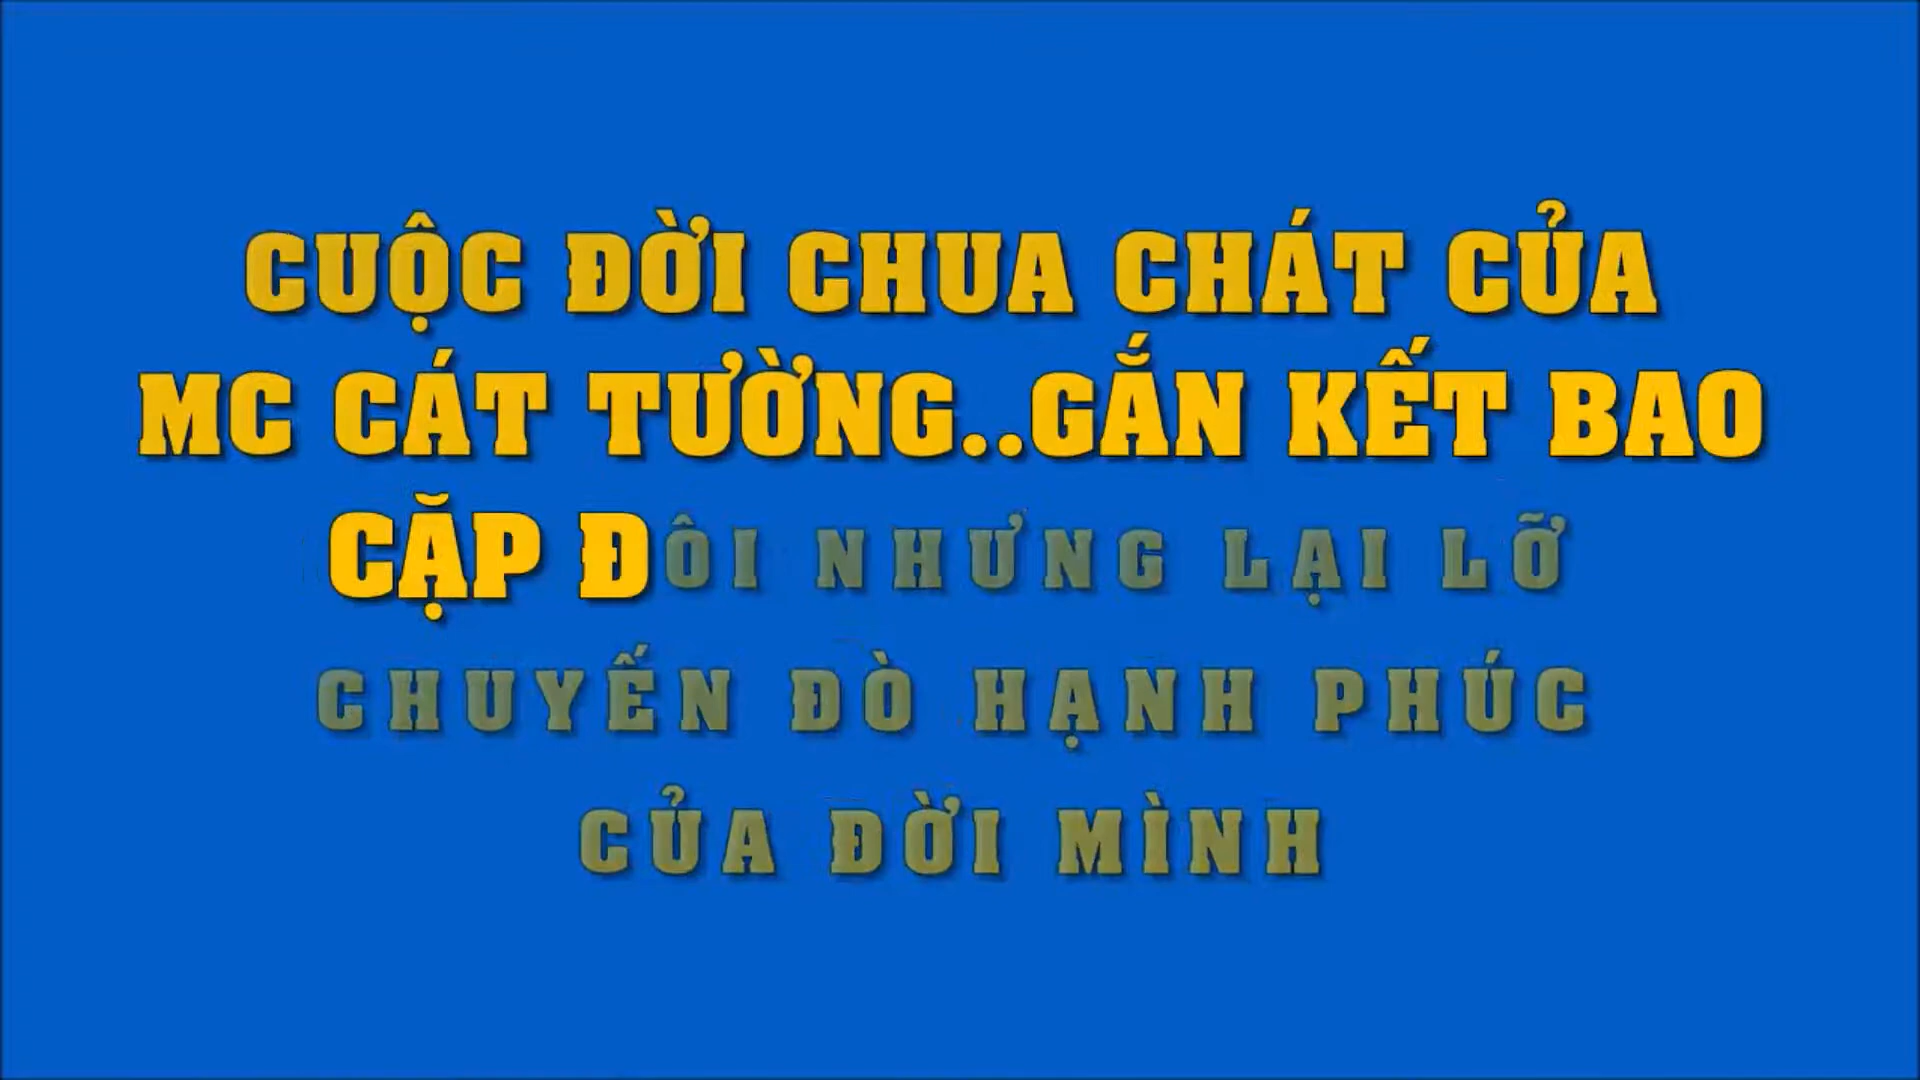 CUỘC ĐỜI CHUA CHÁT CỦA
MC CÁT TƯỜNG..GẮN KẾT BAO
CẶP ĐÔI NHƯNG LẠI LỠ
CHUYẾN ĐÒ HẠNH PHÚC
CỦA ĐỜI MÌNH